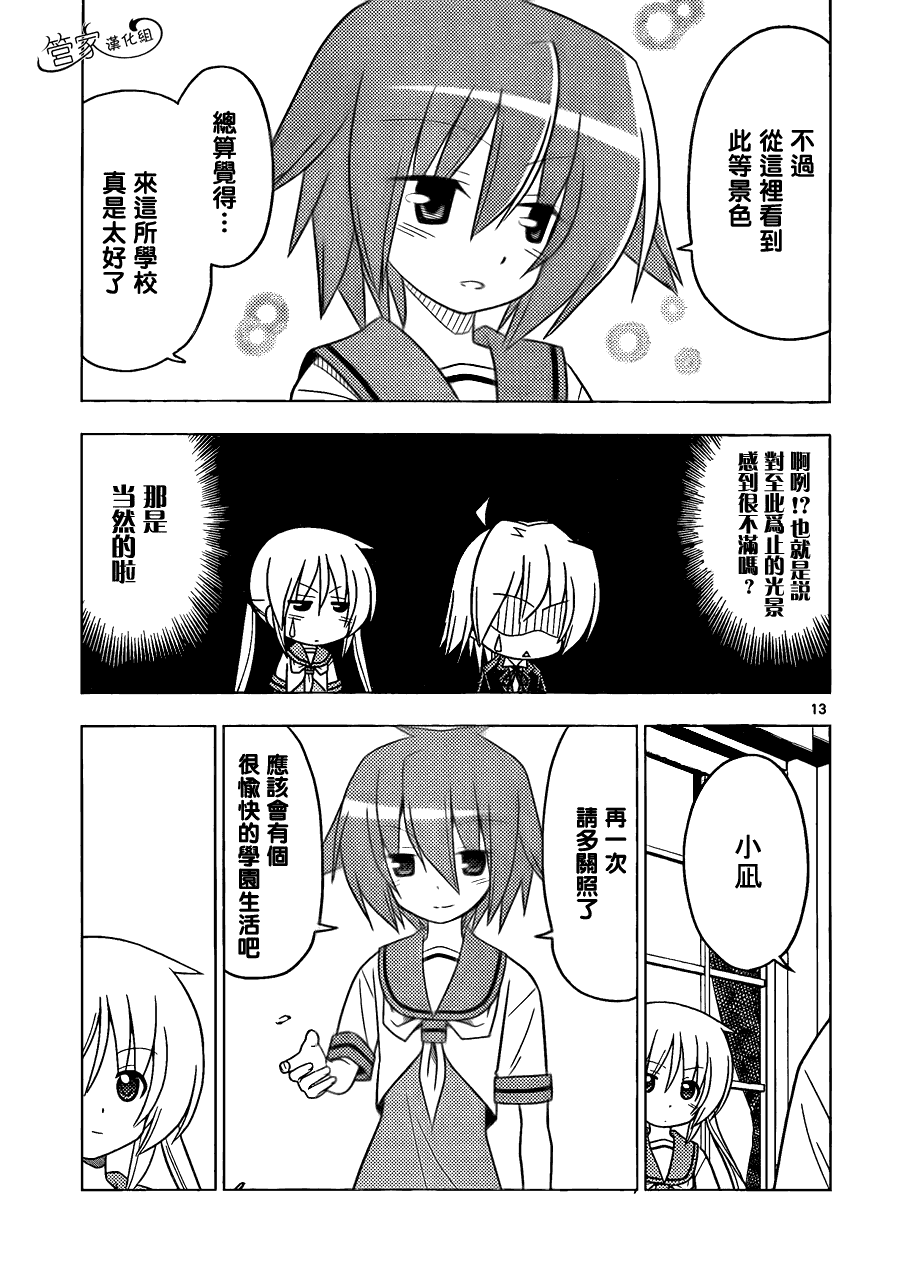 管家
漢化組
不過
從這裡看到
此等景色
總算覺得…
來這所學校
真是太好了
啊咧!?也就是説
對至此爲止的光景
感到很不滿嗎？
那是
当然的啦
13
小凪
再一次
請多關照了
應該會有個
很愉快的學園生活吧